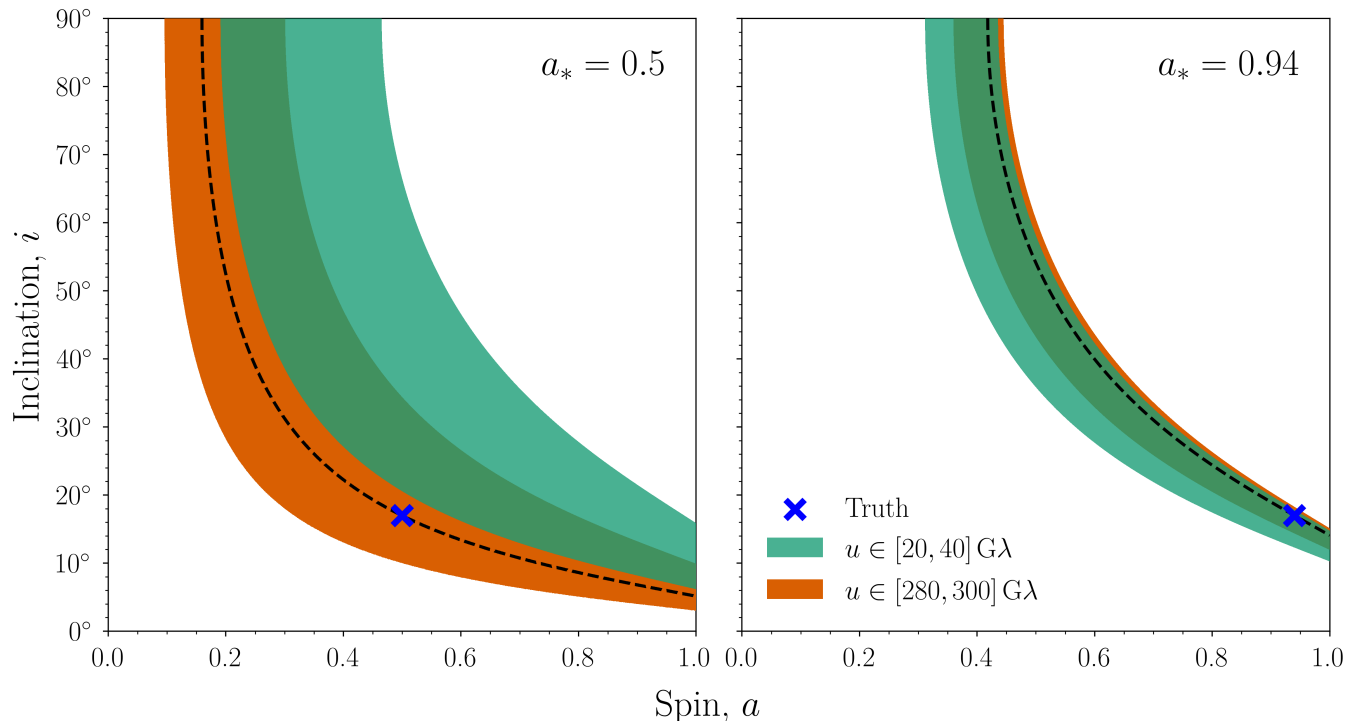 90°
80°
70°
60°
50°
40°
30°
20°
10°
0°
Inclination, i
a* = 0.5
0.0 0.2 0.4 0.6 0.8 1.0
a* = 0.94
Truth
u ∈ [20, 40] Gλ
u ∈ [280, 300] Gλ
0.0 0.2 0.4 0.6 0.8 1.0
Spin, a